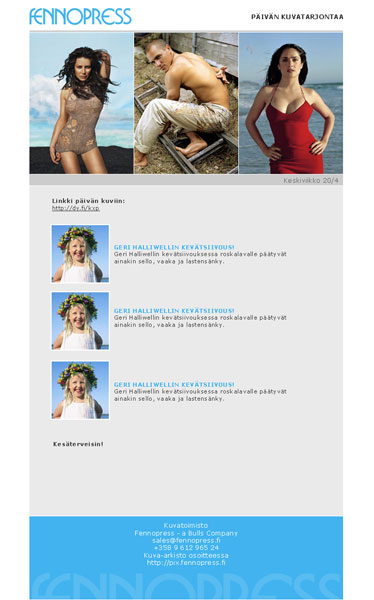 FENNOPRESS
PÄIVÄN KUVATARJONTAA
Keskiviikko 20/4
Linkki päivän kuviin:
http://dy.fi/kxp
GERI HALLIWELLIN KEVÄTSIIVOUS!
Geri Halliwellin kevätsiivouksessa roskalavalle päätyvät
ainakin sello, vaaka ja lastensänky.
GERI HALLIWELLIN KEVÄTSIIVOUS!
Geri Halliwellin kevätsiivouksessa roskalavalle päätyvät
ainakin sello, vaaka ja lastensänky.
GERI HALLIWELLIN KEVÄTSIIVOUS!
Geri Halliwellin kevätsiivouksessa roskalavalle päätyvät
ainakin sello, vaaka ja lastensänky.
Kesäterveisin!
Kuvatoimisto
Fennopress - a Bulls Company
sales@fennopress.fi
+358 9 612 965 24
Kuva-arkisto osoitteessa
http://pix.fennopress.fi
FENNOPRESS